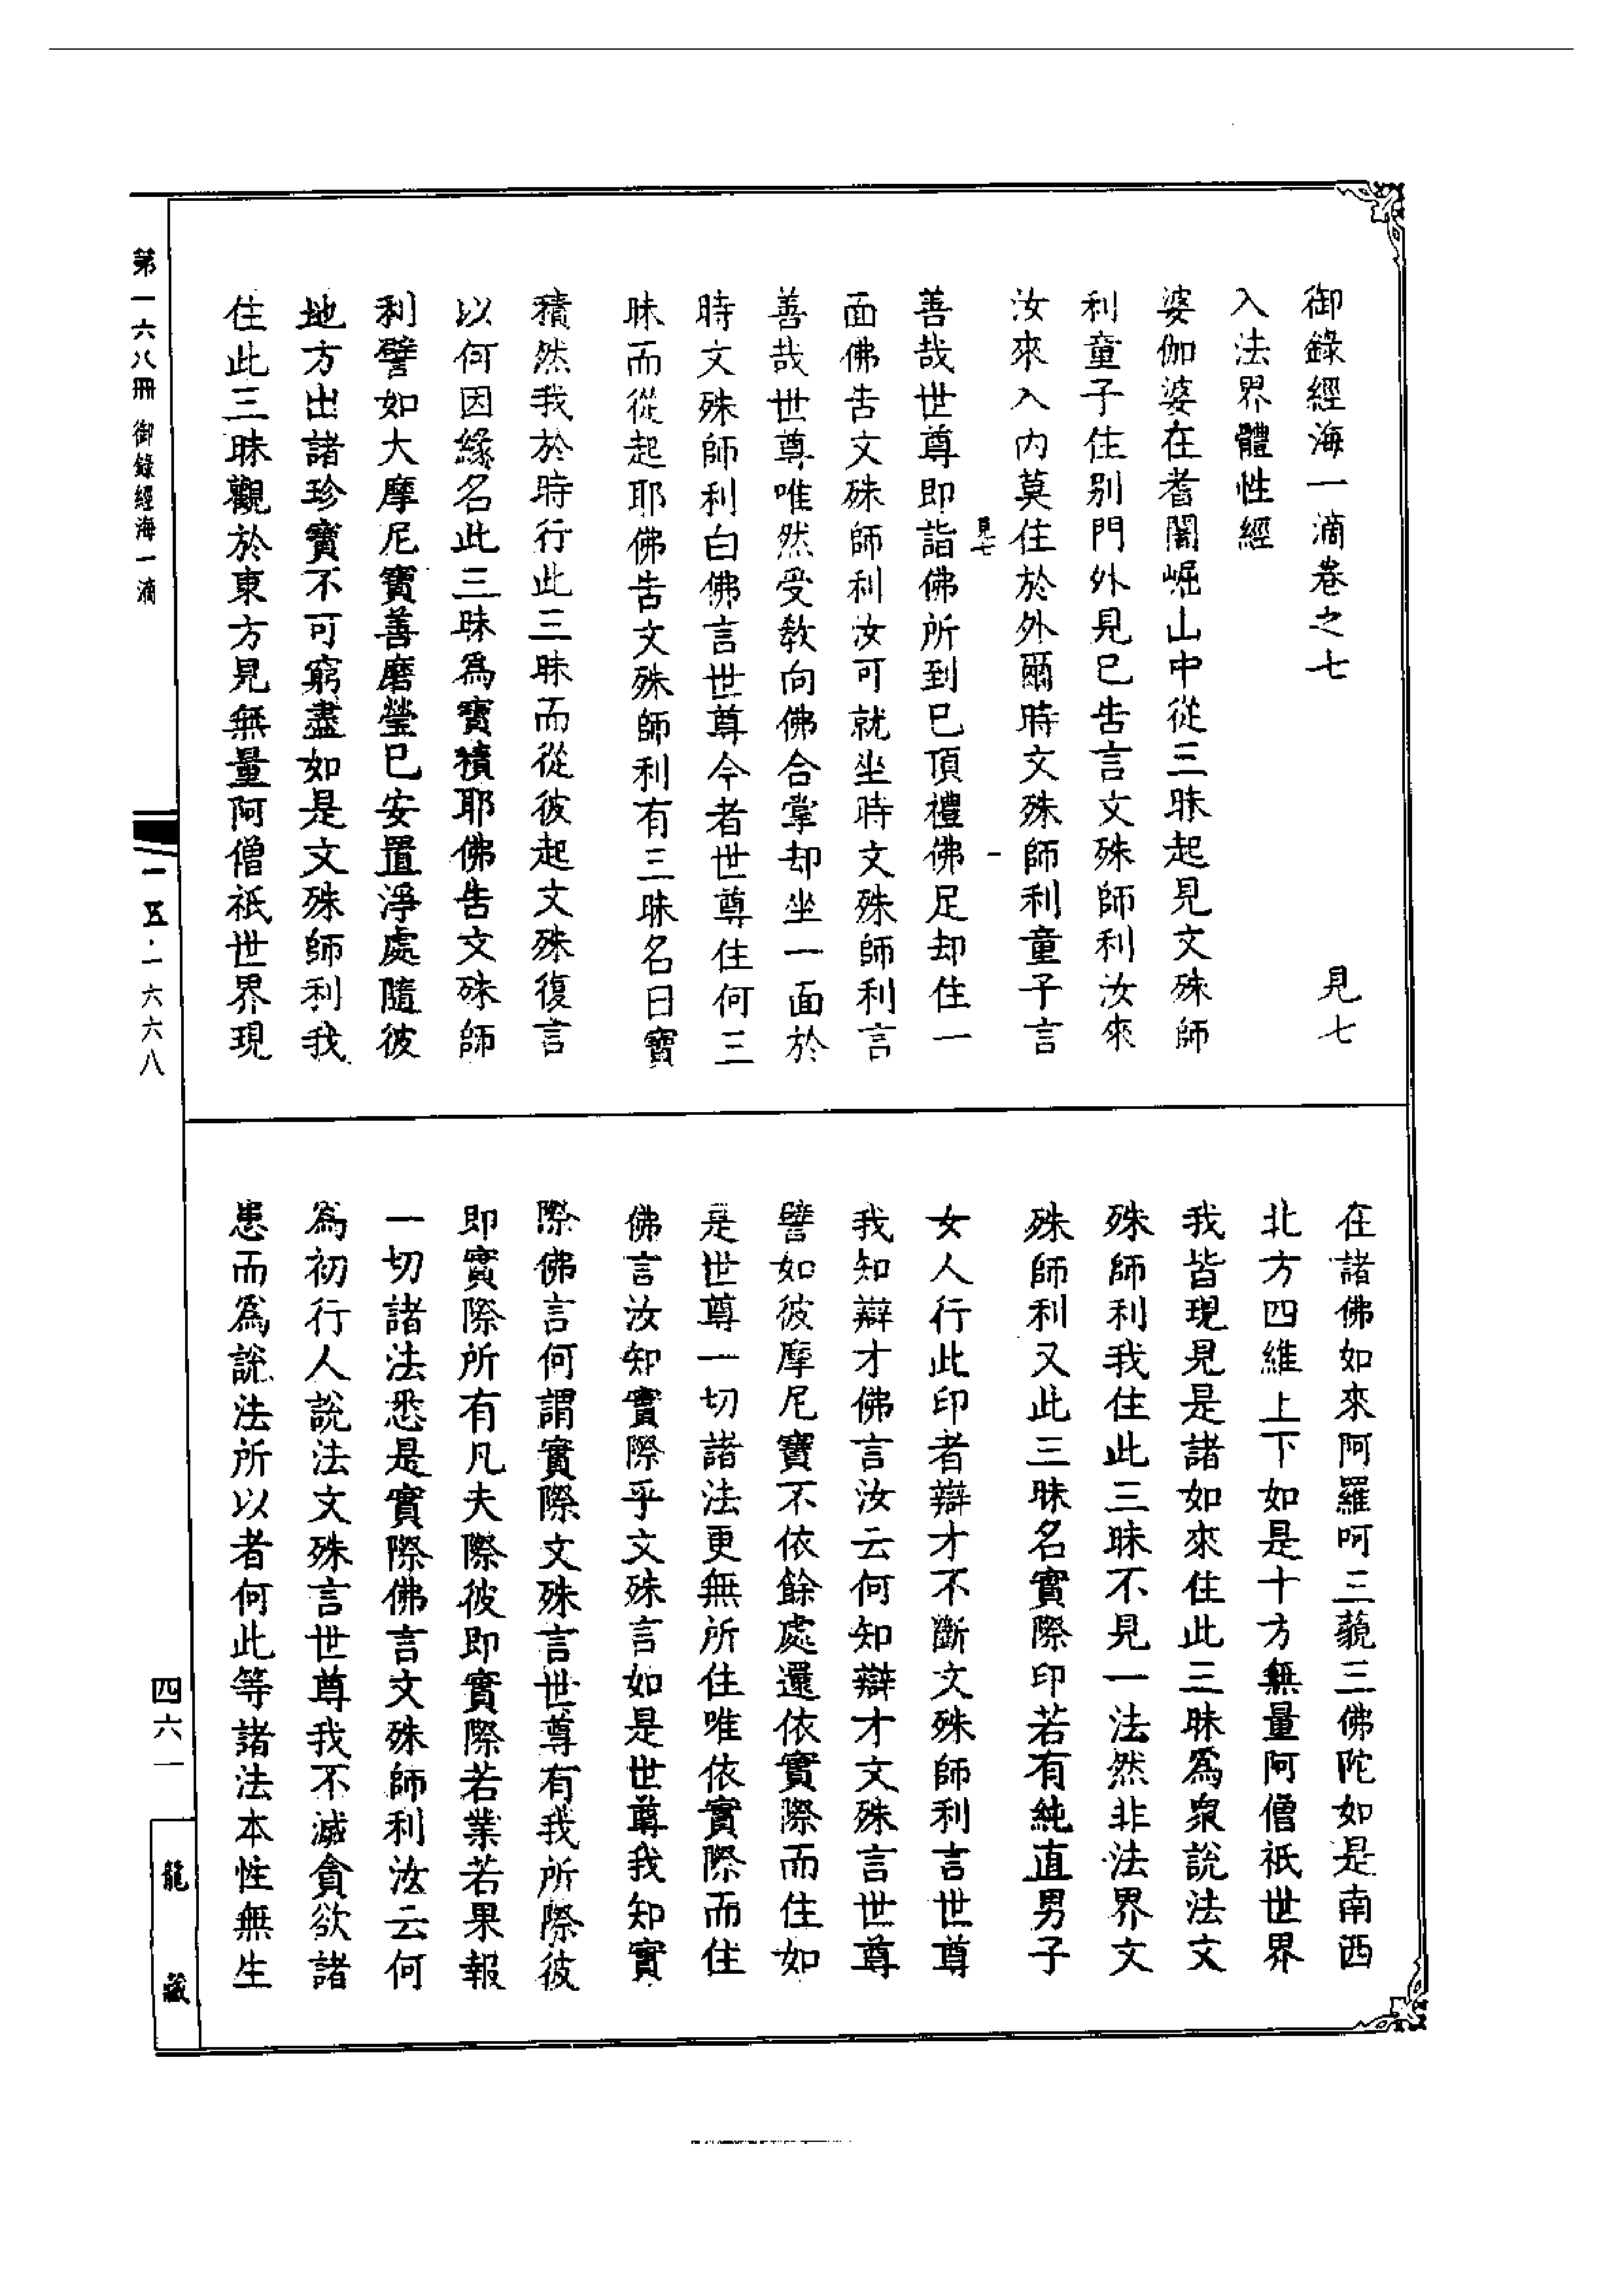 御錄經海一滴卷之七　見七
入法界體性經
婆伽婆在耆闍崛山中從三昧起見文殊師
利童子住別門外見已告言文殊師利汝來
汝來入內莫住於外爾時文殊師利童子言
見七　一
善哉世尊即詣佛所到已頂禮佛足却住一
面佛告文殊師利汝可就坐時文殊師利言
善哉世尊唯然受教向佛合掌却坐一面於
時文殊師利白佛言世尊今者世尊住何三
昧而從起耶佛告文殊師利有三昧名曰寶
積然我於時行此三昧而從彼起文殊復言
以何因緣名此三昧為寶積耶佛告文殊師
利譬如大摩尼寶善磨瑩已安置淨處隨彼
地方出諸珍寶不可窮盡如是文殊師利我
住此三昧觀於東方見無量阿僧祇世界現
在諸佛如來阿羅呵三藐三佛陀如是南西
北方四維上下如是十方無量阿僧祇世界
我皆現見是諸如來住此三昧為眾說法文
殊師利我住此三昧不見一法然非法界文
殊師利又此三昧名實際印若有純直男子
女人行此印者辯才不斷文殊師利言世尊
我知辯才佛言汝云何知辯才文殊言世尊
譬如彼摩尼寶不依餘處還依實際而住如
是世尊一切諸法更無所住唯依實際而住
佛言汝知實際乎文殊言如是世尊我知實
際佛言何謂實際文殊言世尊有我所際彼
即實際所有凡夫際彼即實際若業若果報
一切諸法悉是實際佛言文殊師利汝云何
為初行人說法文殊言世尊我不滅貪欲諸
患而為說法所以者何此等諸法本性無生
第一六八冊 御錄經海一滴
一五·一六六八
四六一
龍藏